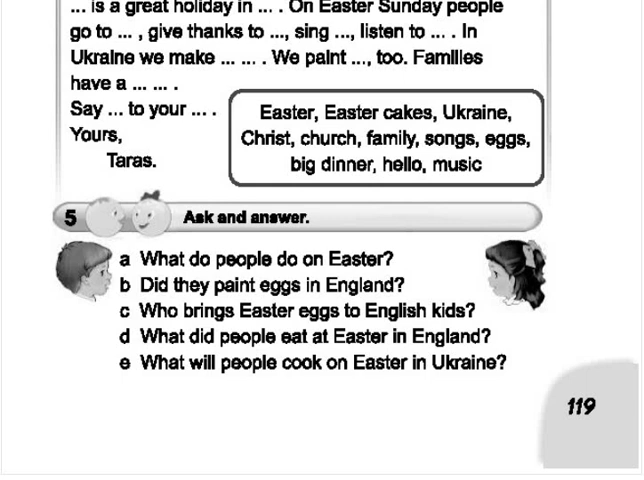 ... is a great holiday in ... . On Easter Sunday people
go to ... , give thanks to ..., sing ..., listen to ... . In
Ukraine we make ... ... . We paint ..., too. Families
have a ... ... .
Say ... to your ... .
Yours,
Taras.
Easter, Easter cakes, Ukraine,
Christ, church, family, songs, eggs,
big dinner, hello, music
5 Ask and answer.
a What do people do on Easter?
b Did they paint eggs in England?
c Who brings Easter eggs to English kids?
d What did people eat at Easter in England?
e What will people cook on Easter in Ukraine?
119